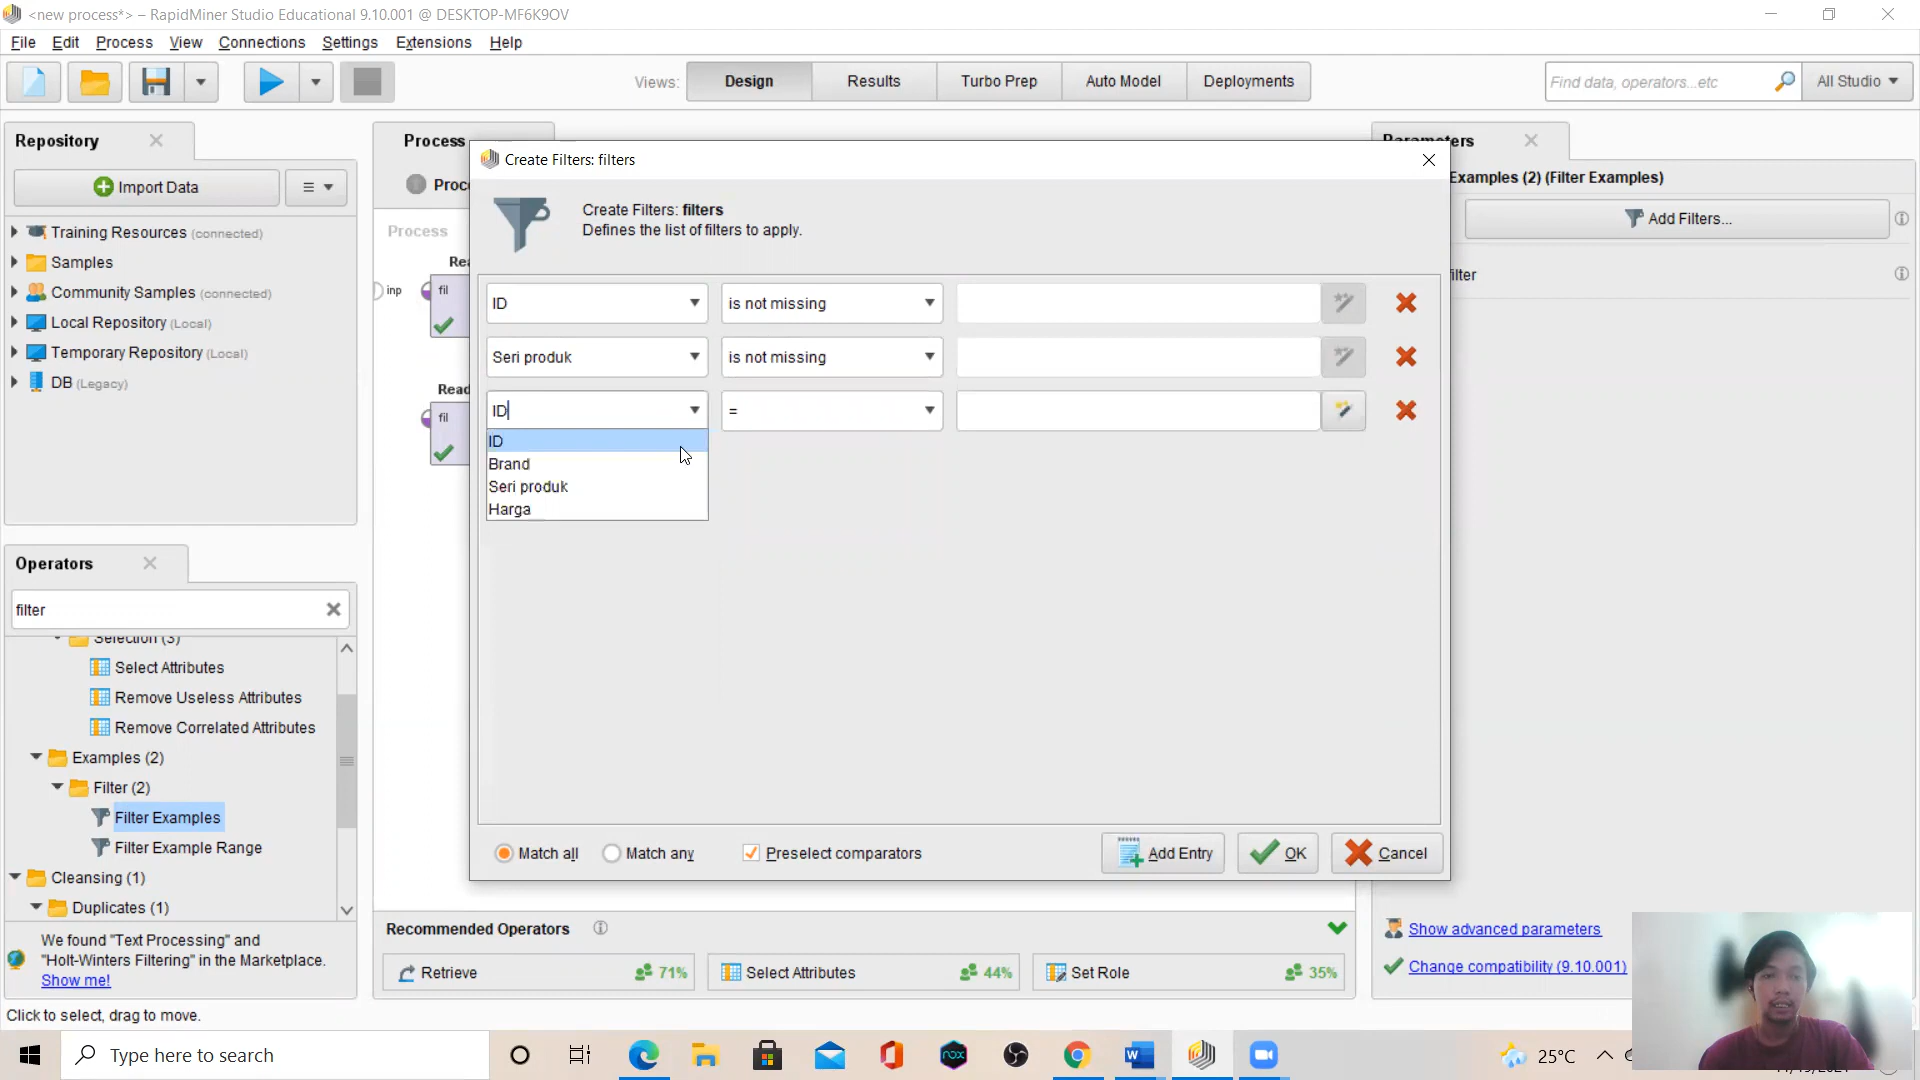 <new process*> – RapidMiner Studio Educational 9.10.001 @ DESKTOP-MF6K9OV
File Edit Process View Connections Settings Extensions Help
Views: Design Results Turbo Prep Auto Model Deployments
Find data, operators...etc
All Studio
Repository
Import Data
Training Resources (connected)
Samples
Community Samples (connected)
Local Repository (Local)
Temporary Repository (Local)
DB (Legacy)
Operators
filter
Selection (3)
Select Attributes
Remove Useless Attributes
Remove Correlated Attributes
Examples (2)
Filter (2)
Filter Examples
Filter Example Range
Cleansing (1)
Duplicates (1)
We found "Text Processing" and
"Holt-Winters Filtering" in the Marketplace.
Show me!
Click to select, drag to move.
Process
Process
inp
fil
Read
fil
Create Filters: filters
Create Filters: filters
Defines the list of filters to apply.
ID is not missing
Seri produk is not missing
ID =
ID
Brand
Seri produk
Harga
Match all Match any Preselect comparators Add Entry OK Cancel
Recommended Operators
Retrieve 71% Select Attributes 44% Set Role 35%
Examples (2) (Filter Examples)
Add Filters...
Show advanced parameters
Change compatibility (9.10.001)
Type here to search
nox
25°C